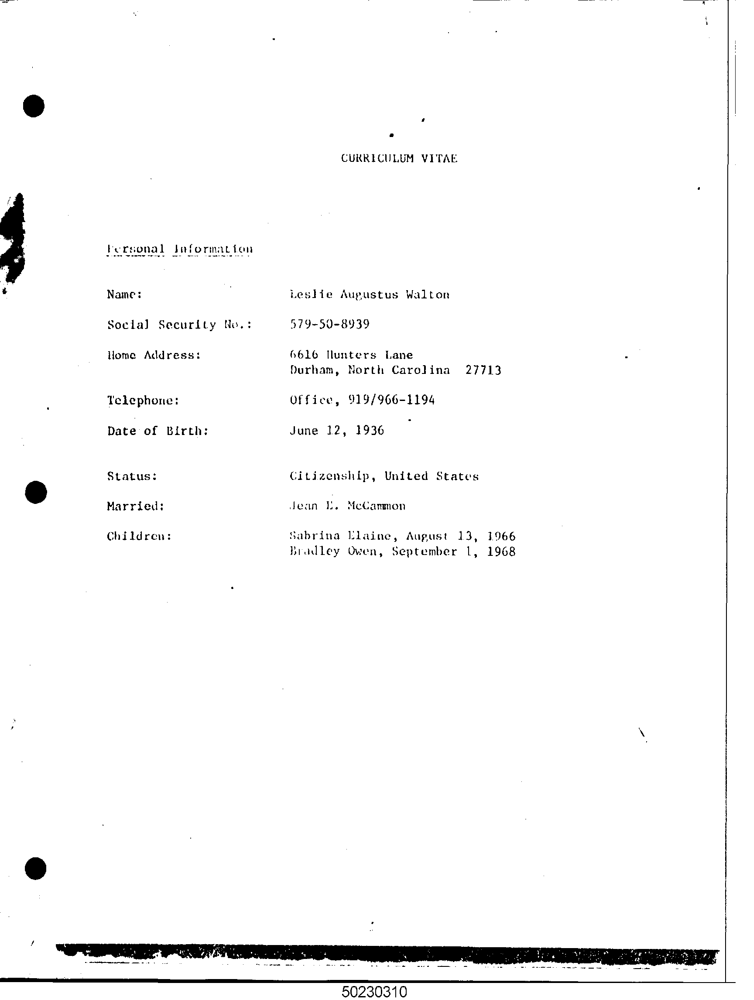 CURRICULUM VITAE
Personal Information
Name: Leslie Augustus Walton
Social Security No.: 579-50-8939
Home Address: 6616 Hunters Lane
Durham, North Carolina 27713
Telephone: Office, 919/966-1194
Date of Birth: June 12, 1936
Status: Citizenship, United States
Married: Jean E. McCammon
Children: Sabrina Elaine, August 13, 1966
Bradley Owen, September 1, 1968
50230310